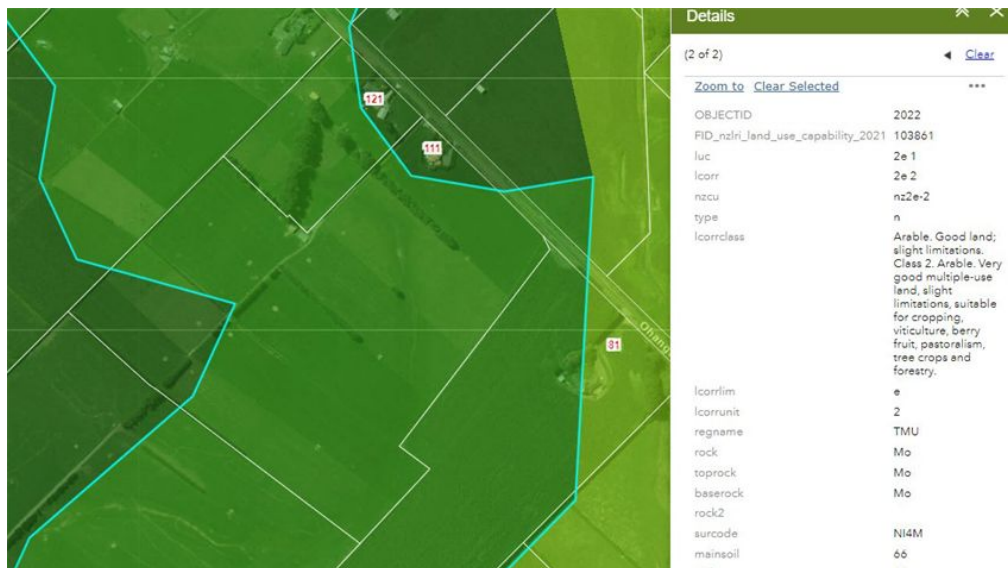 Details
(2 of 2)
Clear
Zoom to Clear Selected
OBJECTID 2022
FID_nzlri_land_use_capability_2021 103861
luc 2e 1
lcorr 2e 2
nzcu nz2e-2
type n
lcorrclass Arable. Good land;
slight limitations.
Class 2. Arable. Very
good multiple-use
land, slight
limitations, suitable
for cropping,
viticulture, berry
fruit, pastoralism,
tree crops and
forestry.
lcorrlim e
lcorrunit 2
regname TMU
rock Mo
toprock Mo
baserock Mo
rock2
surcode NI4M
mainsoil 66
121
111
81